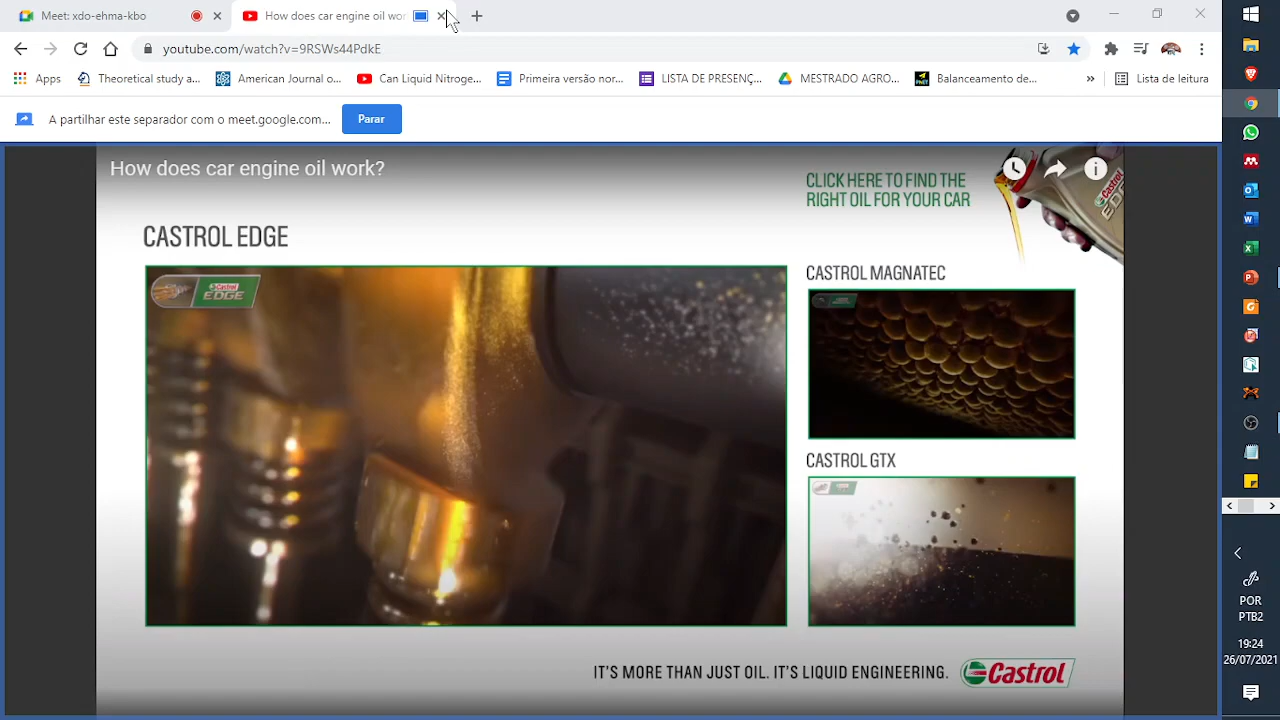 Meet: xdo-ehma-kbo
How does car engine oil wor
youtube.com/watch?v=9RSWs44PdkE
Apps
Theoretical study a...
American Journal o...
Can Liquid Nitroge...
Primeira versão nor...
LISTA DE PRESENÇ...
MESTRADO AGRO...
Balanceamento de...
»
Lista de leitura
A partilhar este separador com o meet.google.com...
Parar
How does car engine oil work?
CLICK HERE TO FIND THE
RIGHT OIL FOR YOUR CAR
CASTROL EDGE
Castrol
EDGE
CASTROL MAGNATEC
CASTROL GTX
IT'S MORE THAN JUST OIL. IT'S LIQUID ENGINEERING.
Castrol
POR
PTB2
19:24
26/07/2021